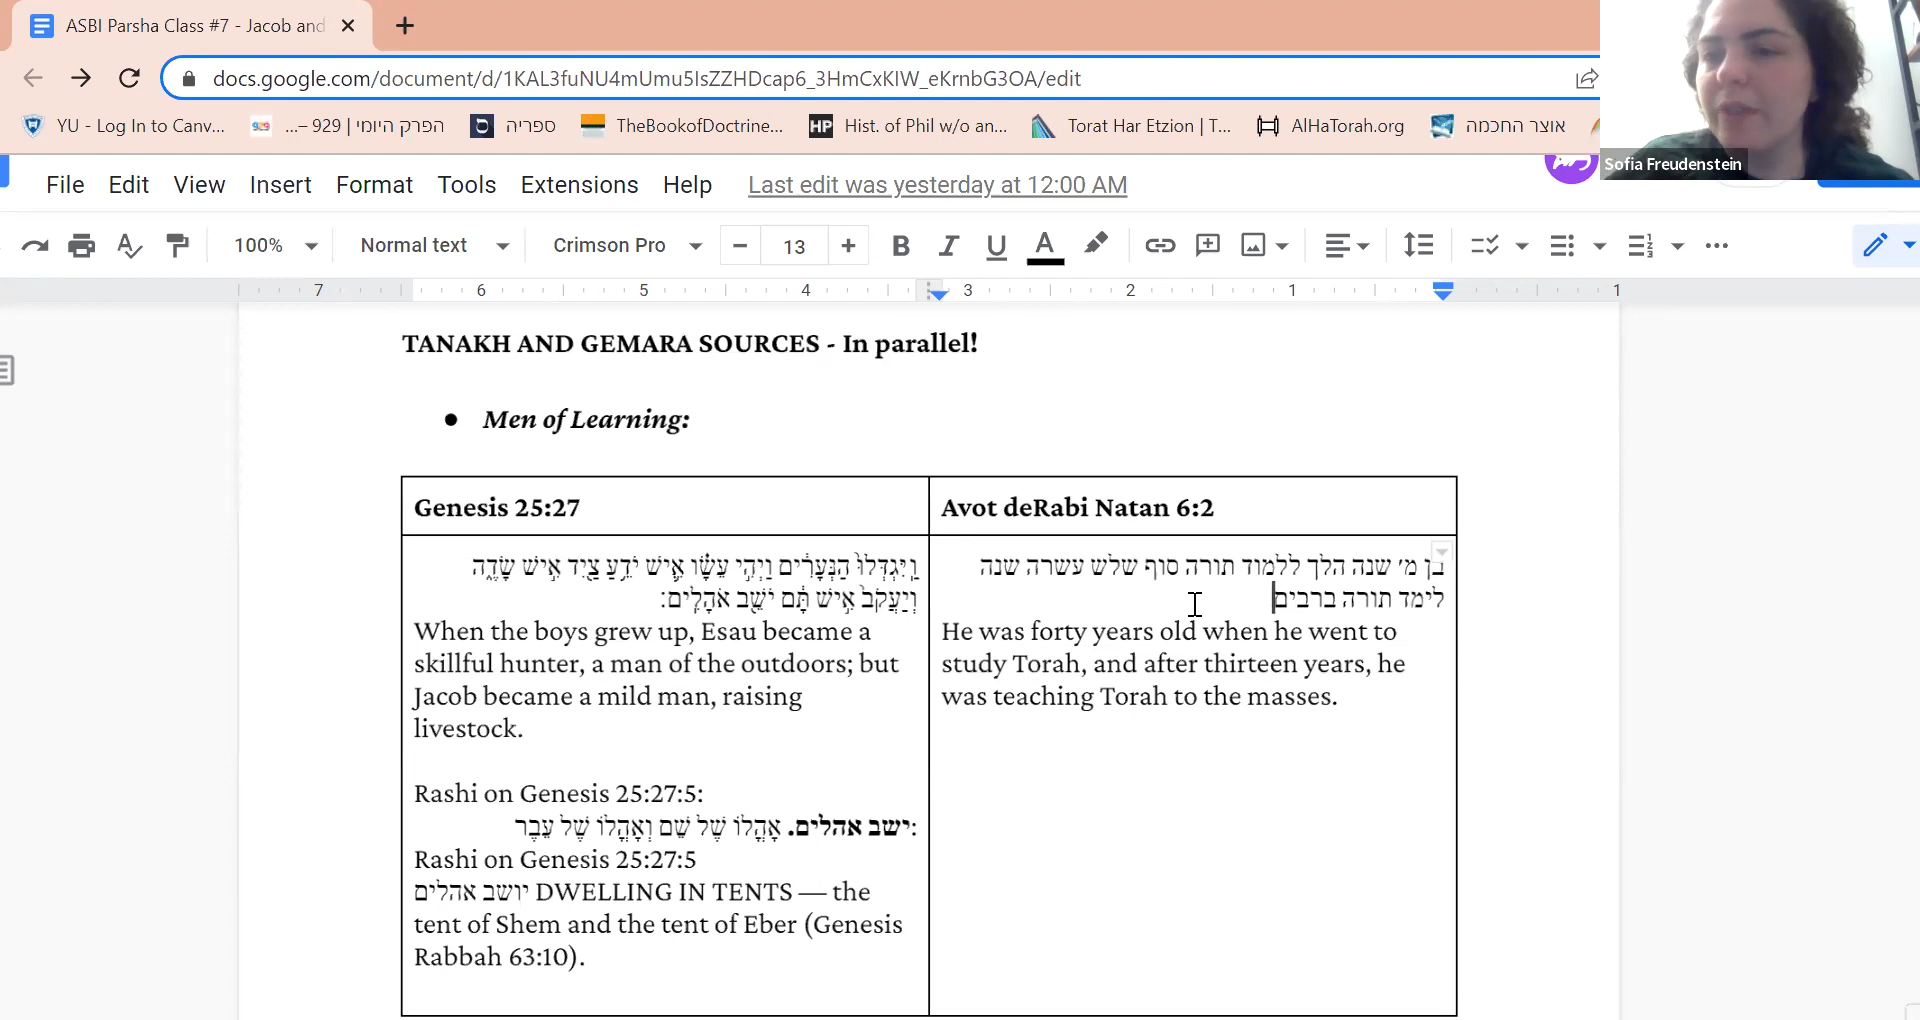 ASBI Parsha Class #7 - Jacob and
docs.google.com/document/d/1KAL3fuNU4mUmu5IsZZHDcap6_3HmCxKIW_eKrnbG3OA/edit
YU - Log In to Canv...
929 | הפרק היומי – 929...
ספריה
TheBookofDoctrine...
HP Hist. of Phil w/o an...
Torat Har Etzion | T...
AlHaTorah.org
אוצר החכמה
Sofia Freudenstein
File Edit View Insert Format Tools Extensions Help Last edit was yesterday at 12:00 AM
100% Normal text Crimson Pro 13
7 6 5 4 3 2 1 1
TANAKH AND GEMARA SOURCES - In parallel!
● Men of Learning:
Genesis 25:27
וַֽיִּגְדְּלוּ֙ הַנְּעָרִ֔ים וַיְהִ֣י עֵשָׂ֗ו אִ֛ישׁ יֹדֵ֥עַ צַ֖יִד אִ֣ישׁ שָׂדֶ֑ה
וְיַעֲקֹב֙ אִ֣ישׁ תָּ֔ם יֹשֵׁ֖ב אֹהָלִֽים׃
When the boys grew up, Esau became a
skillful hunter, a man of the outdoors; but
Jacob became a mild man, raising
livestock.
Rashi on Genesis 25:27:5:
ישב אהלים. אָהֳלוֹ שֶׁל שֵׁם וְאָהֳלוֹ שֶׁל עֵבֶר:
Rashi on Genesis 25:27:5
יושב אהלים DWELLING IN TENTS — the
tent of Shem and the tent of Eber (Genesis
Rabbah 63:10).
Avot deRabi Natan 6:2
בן מ׳ שנה הלך ללמוד תורה סוף שלש עשרה שנה
לימד תורה ברבים
He was forty years old when he went to
study Torah, and after thirteen years, he
was teaching Torah to the masses.